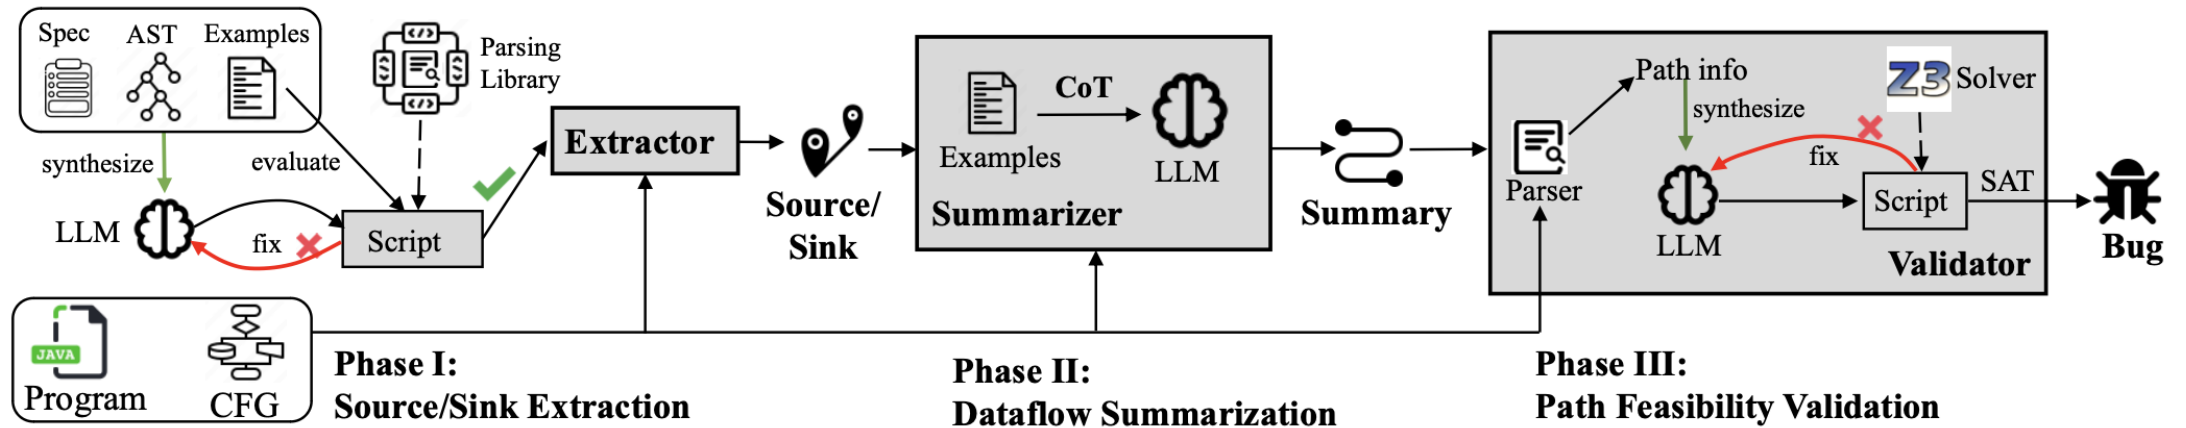 Spec
AST
Examples
Parsing
Library
synthesize
evaluate
LLM
fix
Script
Extractor
Source/
Sink
Examples
CoT
LLM
Summarizer
Summary
Parser
Path info
synthesize
Z3 Solver
fix
LLM
Script
SAT
Validator
Bug
JAVA
Program
CFG
Phase I:
Source/Sink Extraction
Phase II:
Dataflow Summarization
Phase III:
Path Feasibility Validation